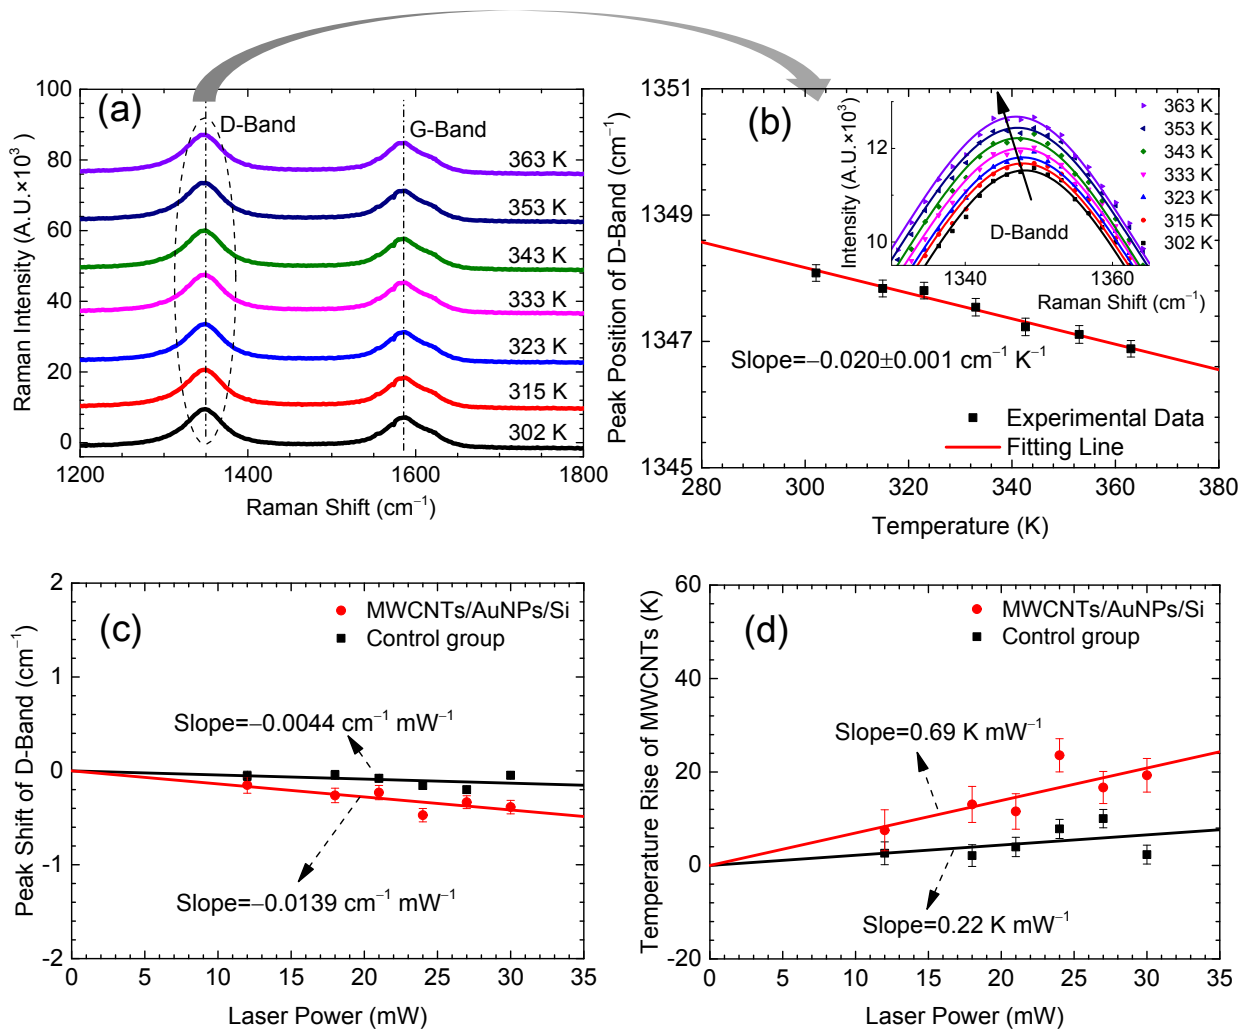 (a)
D-Band
G-Band
363 K
353 K
343 K
333 K
323 K
315 K
302 K
100
80
60
40
20
0
1200
1400
1600
1800
Raman Intensity (A.U.×10³)
Raman Shift (cm⁻¹)
(b)
1351
1349
1347
1345
280
300
320
340
360
380
Peak Position of D-Band (cm⁻¹)
Temperature (K)
Slope=−0.020±0.001 cm⁻¹ K⁻¹
Experimental Data
Fitting Line
12
10
1340
1360
Intensity (A.U.×10³)
Raman Shift (cm⁻¹)
D-Bandd
363 K
353 K
343 K
333 K
323 K
315 K
302 K
(c)
MWCNTs/AuNPs/Si
Control group
Slope=−0.0044 cm⁻¹ mW⁻¹
Slope=−0.0139 cm⁻¹ mW⁻¹
2
1
0
-1
-2
0
5
10
15
20
25
30
35
Peak Shift of D-Band (cm⁻¹)
Laser Power (mW)
(d)
MWCNTs/AuNPs/Si
Control group
Slope=0.69 K mW⁻¹
Slope=0.22 K mW⁻¹
60
40
20
0
-20
0
5
10
15
20
25
30
35
Temperature Rise of MWCNTs (K)
Laser Power (mW)